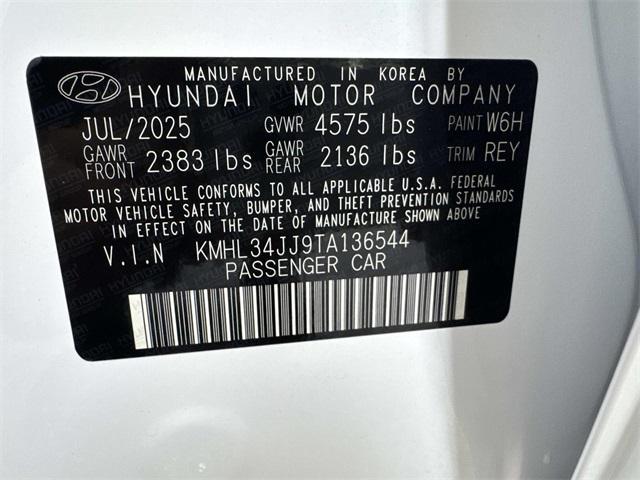 MANUFACTURED IN KOREA BY
HYUNDAI MOTOR COMPANY
JUL/2025 GVWR 4575 lbs PAINT W6H
GAWR FRONT 2383 lbs GAWR REAR 2136 lbs TRIM REY
THIS VEHICLE CONFORMS TO ALL APPLICABLE U.S.A. FEDERAL
MOTOR VEHICLE SAFETY, BUMPER, AND THEFT PREVENTION STANDARDS
IN EFFECT ON THE DATE OF MANUFACTURE SHOWN ABOVE
V.I.N KMHL34JJ9TA136544
PASSENGER CAR